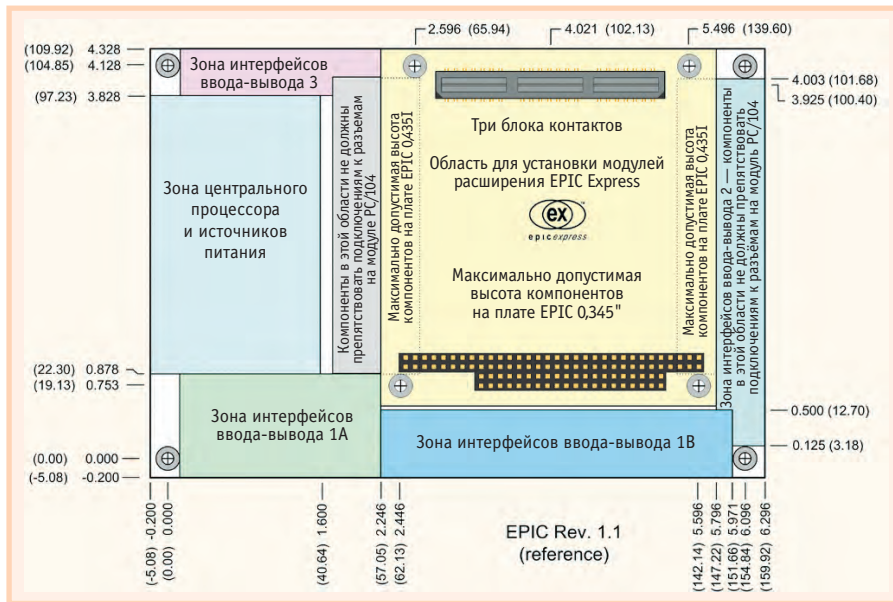 2.596 (65.94)
4.021 (102.13)
5.496 (139.60)
(109.92) 4.328
(104.85) 4.128
(97.23) 3.828
Зона интерфейсов
ввода-вывода 3
4.003 (101.68)
3.925 (100.40)
Три блока контактов
Область для установки модулей
расширения EPIC Express
ex
epicexpress
Максимально допустимая
высота компонентов
на плате EPIC 0,345"
Зона центрального
процессора
и источников
питания
Компоненты в этой области не должны
препятствовать подключениям к разъемам
на модуле PC/104
Максимально допустимая высота
компонентов на плате EPIC 0,435I
Максимально допустимая высота
компонентов на плате EPIC 0,435I
Зона интерфейсов ввода-вывода 2 — компоненты
в этой области не должны препятствовать
подключениям к разъёмам на модуль PC/104
(22.30) 0.878
(19.13) 0.753
Зона интерфейсов
ввода-вывода 1A
Зона интерфейсов ввода-вывода 1B
0.500 (12.70)
0.125 (3.18)
(0.00) 0.000
(-5.08) -0.200
(-5.08) -0.200
(0.00) 0.000
(40.64) 1.600
(57.05) 2.246
(62.13) 2.446
EPIC Rev. 1.1
(reference)
(142.14) 5.596
(147.22) 5.796
(151.66) 5.971
(154.84) 6.096
(159.92) 6.296